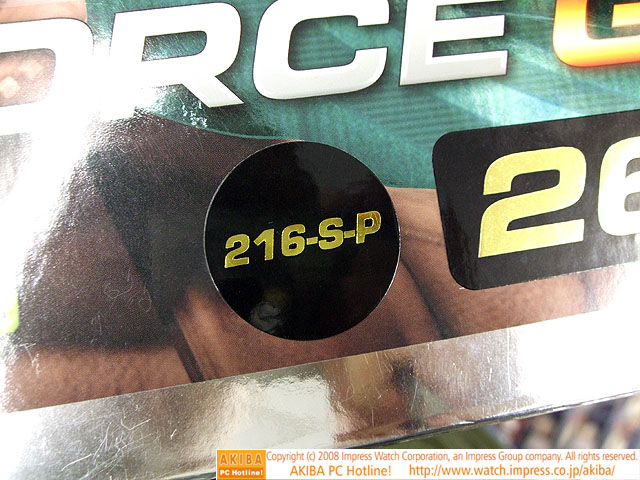 ORCE G
216-S-P
26
AKIBA
PC Hotline!
Copyright (c) 2008 Impress Watch Corporation, an Impress Group company. All rights reserved.
AKIBA PC Hotline! http://www.watch.impress.co.jp/akiba/